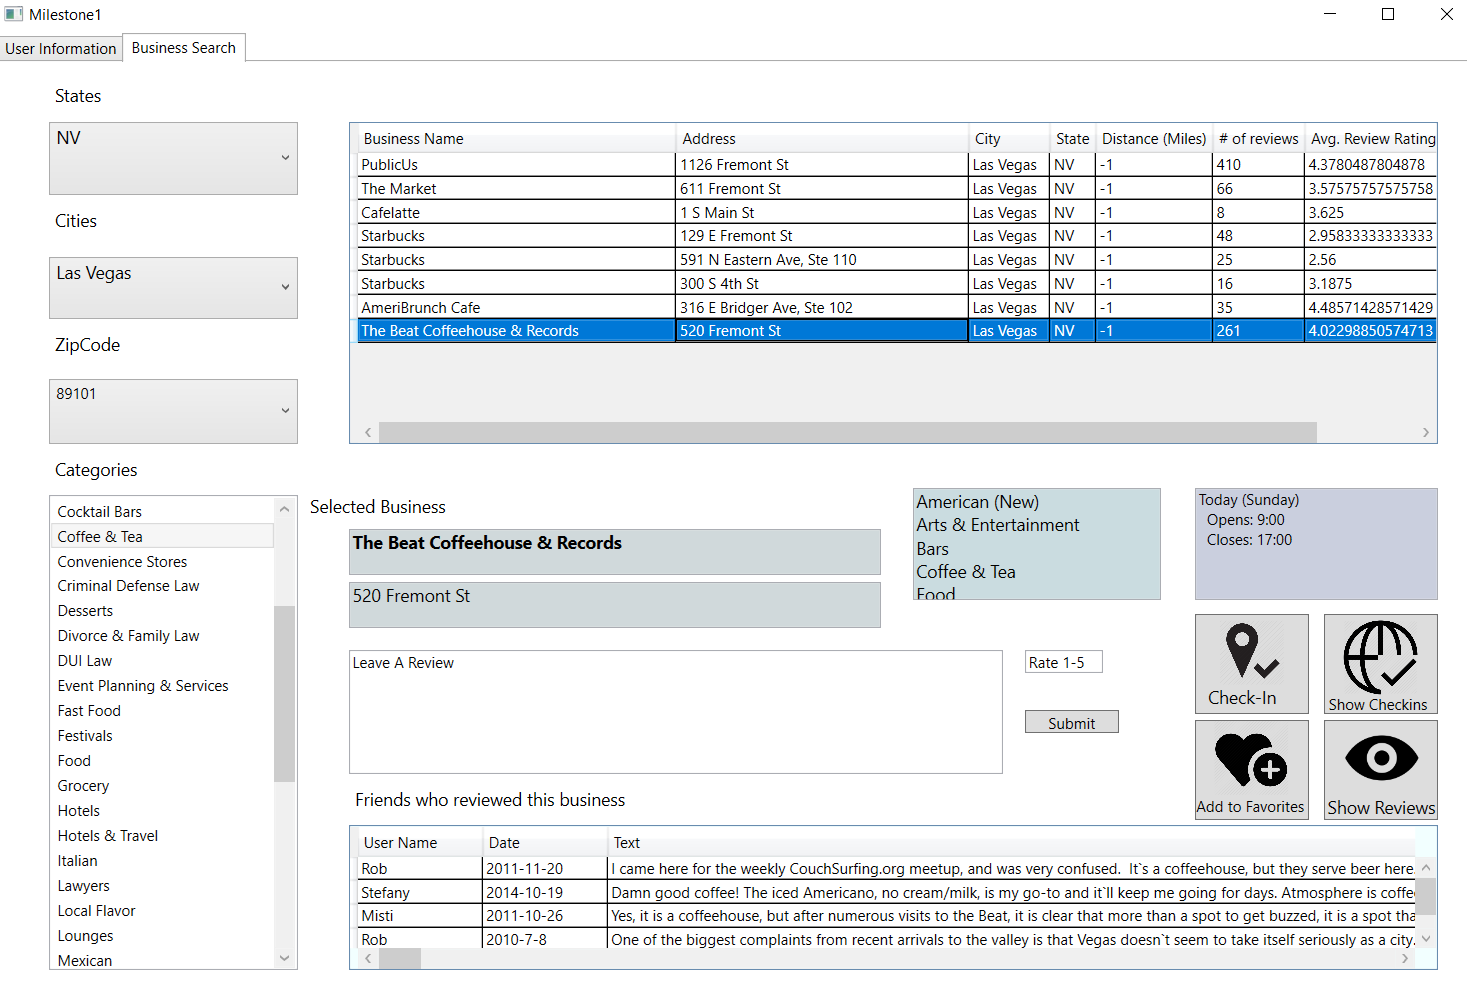 Milestone1
User Information Business Search
States
NV
Cities
Las Vegas
ZipCode
89101
Categories
Cocktail Bars
Coffee & Tea
Convenience Stores
Criminal Defense Law
Desserts
Divorce & Family Law
DUI Law
Event Planning & Services
Fast Food
Festivals
Food
Grocery
Hotels
Hotels & Travel
Italian
Lawyers
Local Flavor
Lounges
Mexican
Business Name Address City State Distance (Miles) # of reviews Avg. Review Rating
PublicUs 1126 Fremont St Las Vegas NV -1 410 4.3780487804878
The Market 611 Fremont St Las Vegas NV -1 66 3.57575757575758
Cafelatte 1 S Main St Las Vegas NV -1 8 3.625
Starbucks 129 E Fremont St Las Vegas NV -1 48 2.95833333333333
Starbucks 591 N Eastern Ave, Ste 110 Las Vegas NV -1 25 2.56
Starbucks 300 S 4th St Las Vegas NV -1 16 3.1875
AmeriBrunch Cafe 316 E Bridger Ave, Ste 102 Las Vegas NV -1 35 4.48571428571429
The Beat Coffeehouse & Records 520 Fremont St Las Vegas NV -1 261 4.02298850574713
Selected Business
The Beat Coffeehouse & Records
520 Fremont St
American (New)
Arts & Entertainment
Bars
Coffee & Tea
Food
Today (Sunday)
Opens: 9:00
Closes: 17:00
Leave A Review
Rate 1-5
Submit
Check-In
Show Checkins
Add to Favorites
Show Reviews
Friends who reviewed this business
User Name Date Text
Rob 2011-11-20 I came here for the weekly CouchSurfing.org meetup, and was very confused.  It`s a coffeehouse, but they serve beer here.
Stefany 2014-10-19 Damn good coffee! The iced Americano, no cream/milk, is my go-to and it`ll keep me going for days. Atmosphere is coffe
Misti 2011-10-26 Yes, it is a coffeehouse, but after numerous visits to the Beat, it is clear that more than a spot to get buzzed, it is a spot tha
Rob 2010-7-8 One of the biggest complaints from recent arrivals to the valley is that Vegas doesn`t seem to take itself seriously as a city.